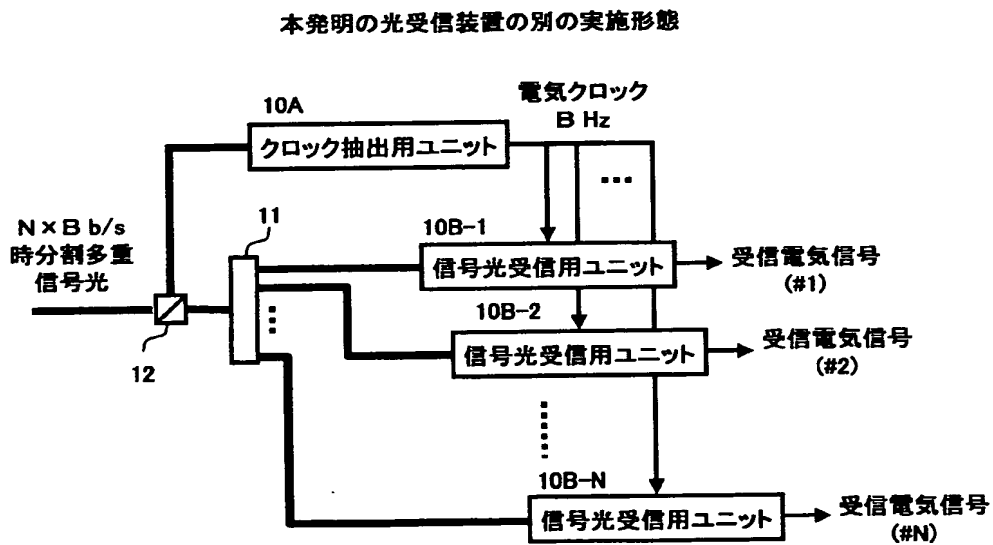 本発明の光受信装置の別の実施形態
電気クロック
B Hz
10A
クロック抽出用ユニット
N×B b/s
時分割多重
信号光
11
12
10B-1
信号光受信用ユニット
受信電気信号
(#1)
10B-2
信号光受信用ユニット
受信電気信号
(#2)
10B-N
信号光受信用ユニット
受信電気信号
(#N)